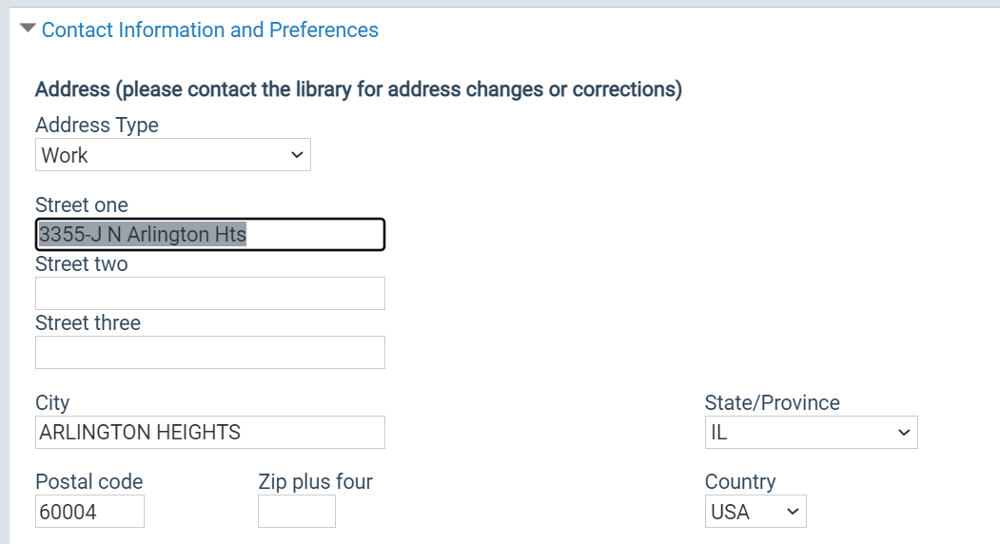 Contact Information and Preferences
Address (please contact the library for address changes or corrections)
Address Type
Work
Street one
3355-J N Arlington Hts
Street two
Street three
City
State/Province
ARLINGTON HEIGHTS
IL
Postal code
Zip plus four
Country
60004
USA